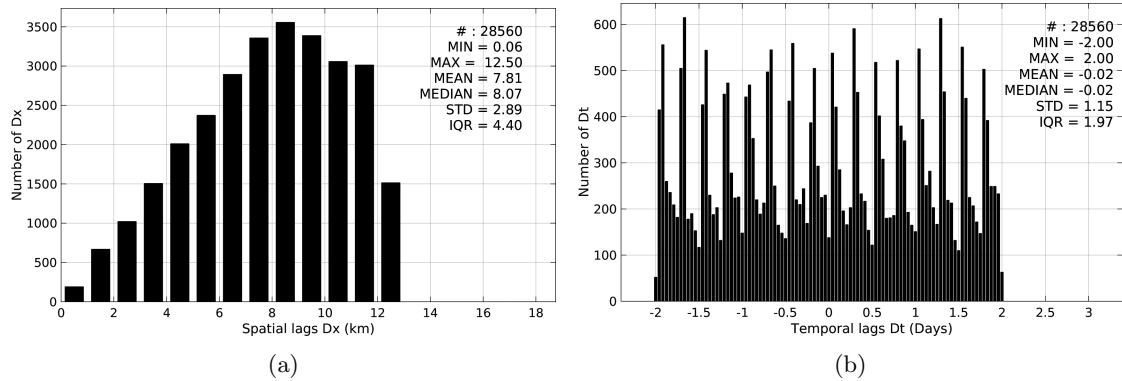 3500
3000
2500
2000
1500
1000
500
0
Number of Dx
# : 28560
MIN = 0.06
MAX = 12.50
MEAN = 7.81
MEDIAN = 8.07
STD = 2.89
IQR = 4.40
0 2 4 6 8 10 12 14 16 18
Spatial lags Dx (km)
(a)
600
500
400
300
200
100
0
Number of Dt
# : 28560
MIN = -2.00
MAX = 2.00
MEAN = -0.02
MEDIAN = -0.02
STD = 1.15
IQR = 1.97
-2 -1.5 -1 -0.5 0 0.5 1 1.5 2 2.5 3
Temporal lags Dt (Days)
(b)